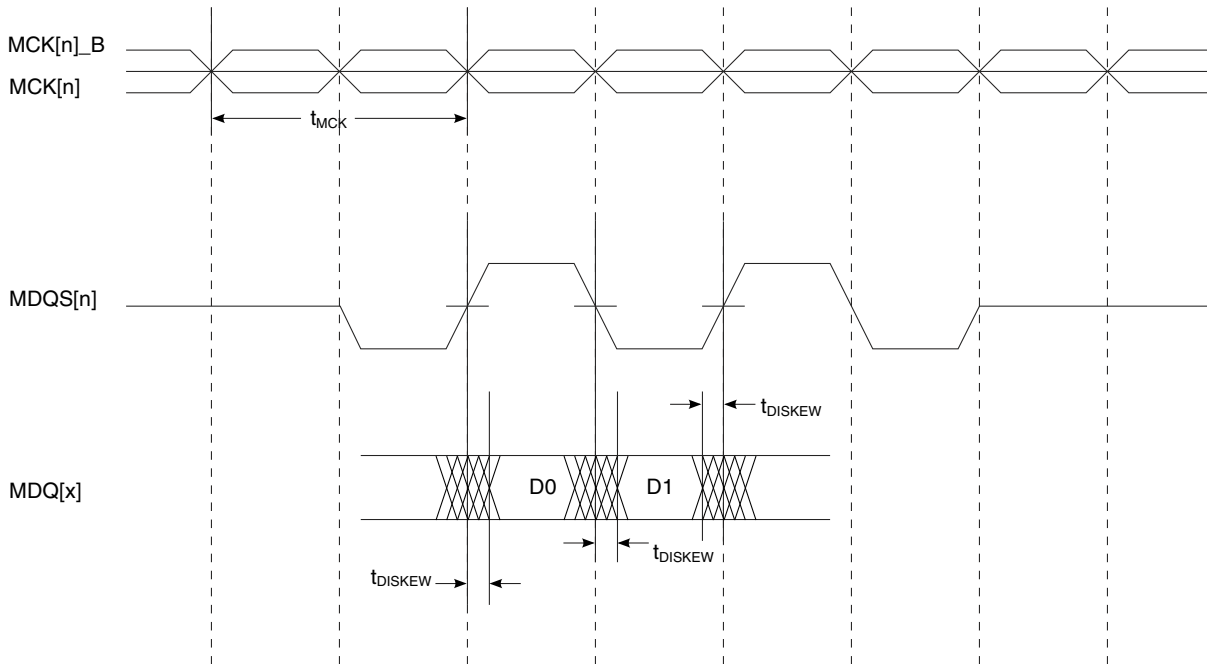 MCK[n]_B
MCK[n]
tMCK
MDQS[n]
tDISKEW
MDQ[x]
D0
D1
tDISKEW
tDISKEW